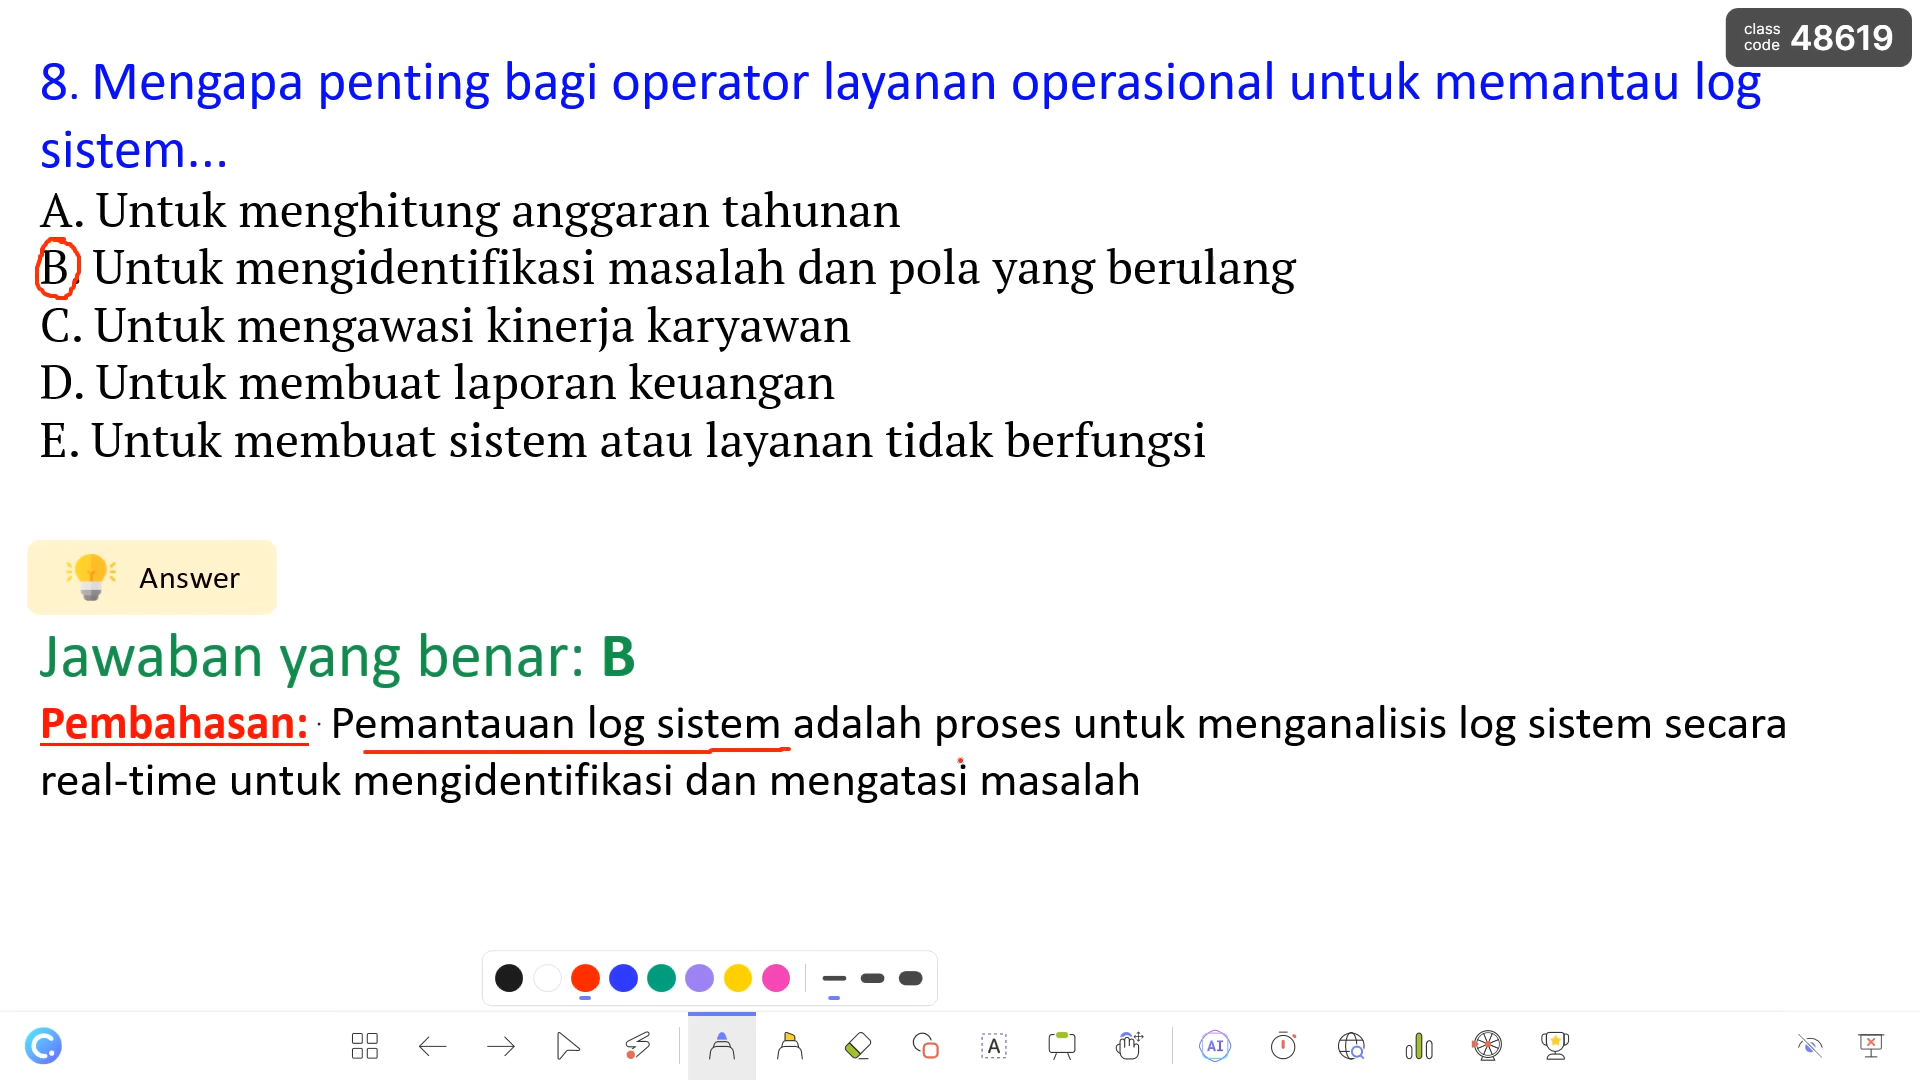 class code 48619
8. Mengapa penting bagi operator layanan operasional untuk memantau log
sistem...
A. Untuk menghitung anggaran tahunan
B. Untuk mengidentifikasi masalah dan pola yang berulang
C. Untuk mengawasi kinerja karyawan
D. Untuk membuat laporan keuangan
E. Untuk membuat sistem atau layanan tidak berfungsi
Answer
Jawaban yang benar: B
Pembahasan: · Pemantauan log sistem adalah proses untuk menganalisis log sistem secara
real-time untuk mengidentifikasi dan mengatasi masalah
A
AI